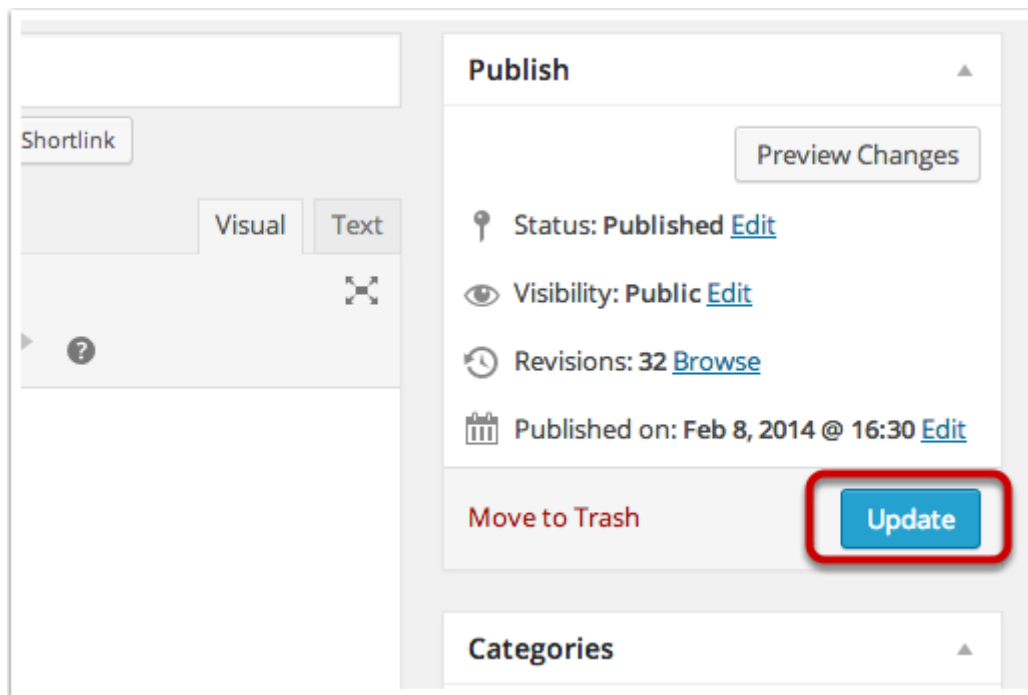 Publish
Shortlink
Preview Changes
Visual
Text
Status: Published Edit
Visibility: Public Edit
?
Revisions: 32 Browse
Published on: Feb 8, 2014 @ 16:30 Edit
Move to Trash
Update
Categories